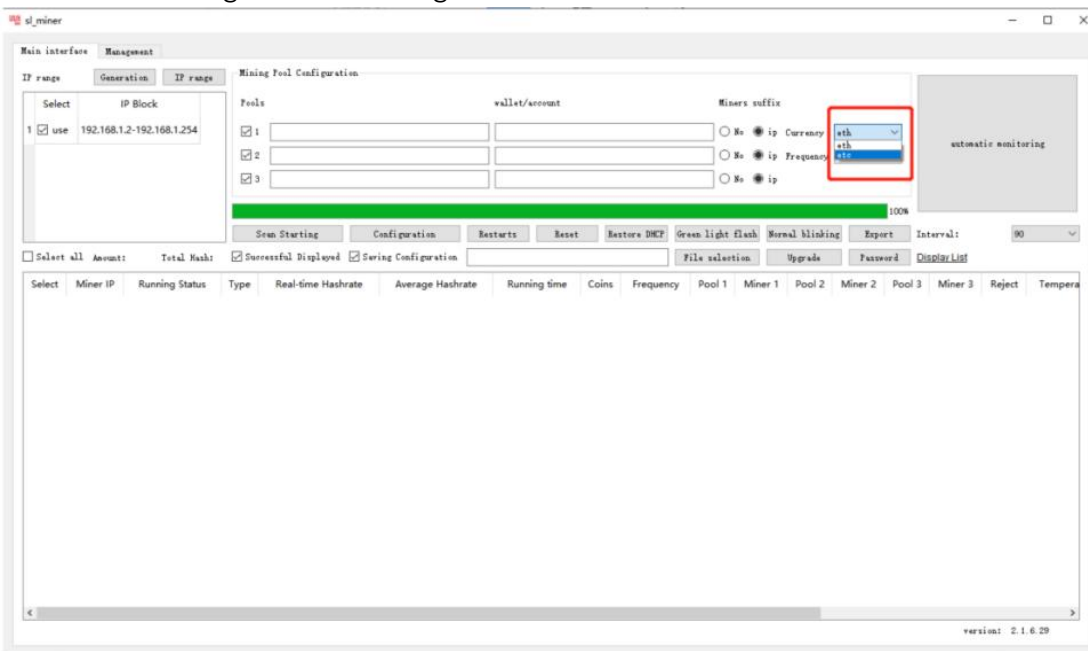 sl_miner
Main interface Management
IP range Generation IP range
Mining Pool Configuration
Select IP Block
Pools wallet/account Miners suffix
1 use 192.168.1.2-192.168.1.254
1 No ip Currency eth
eth
etc
2 No ip Frequency
3 No ip
automatic monitoring
100%
Scan Starting Configuration Restarts Reset Restore DHCP Green light flash Normal blinking Export Interval: 90
Select all Amount: Total Hash: Successful Displayed Saving Configuration File selection Upgrade Password Display List
Select Miner IP Running Status Type Real-time Hashrate Average Hashrate Running time Coins Frequency Pool 1 Miner 1 Pool 2 Miner 2 Pool 3 Miner 3 Reject Tempera
version: 2.1.6.29